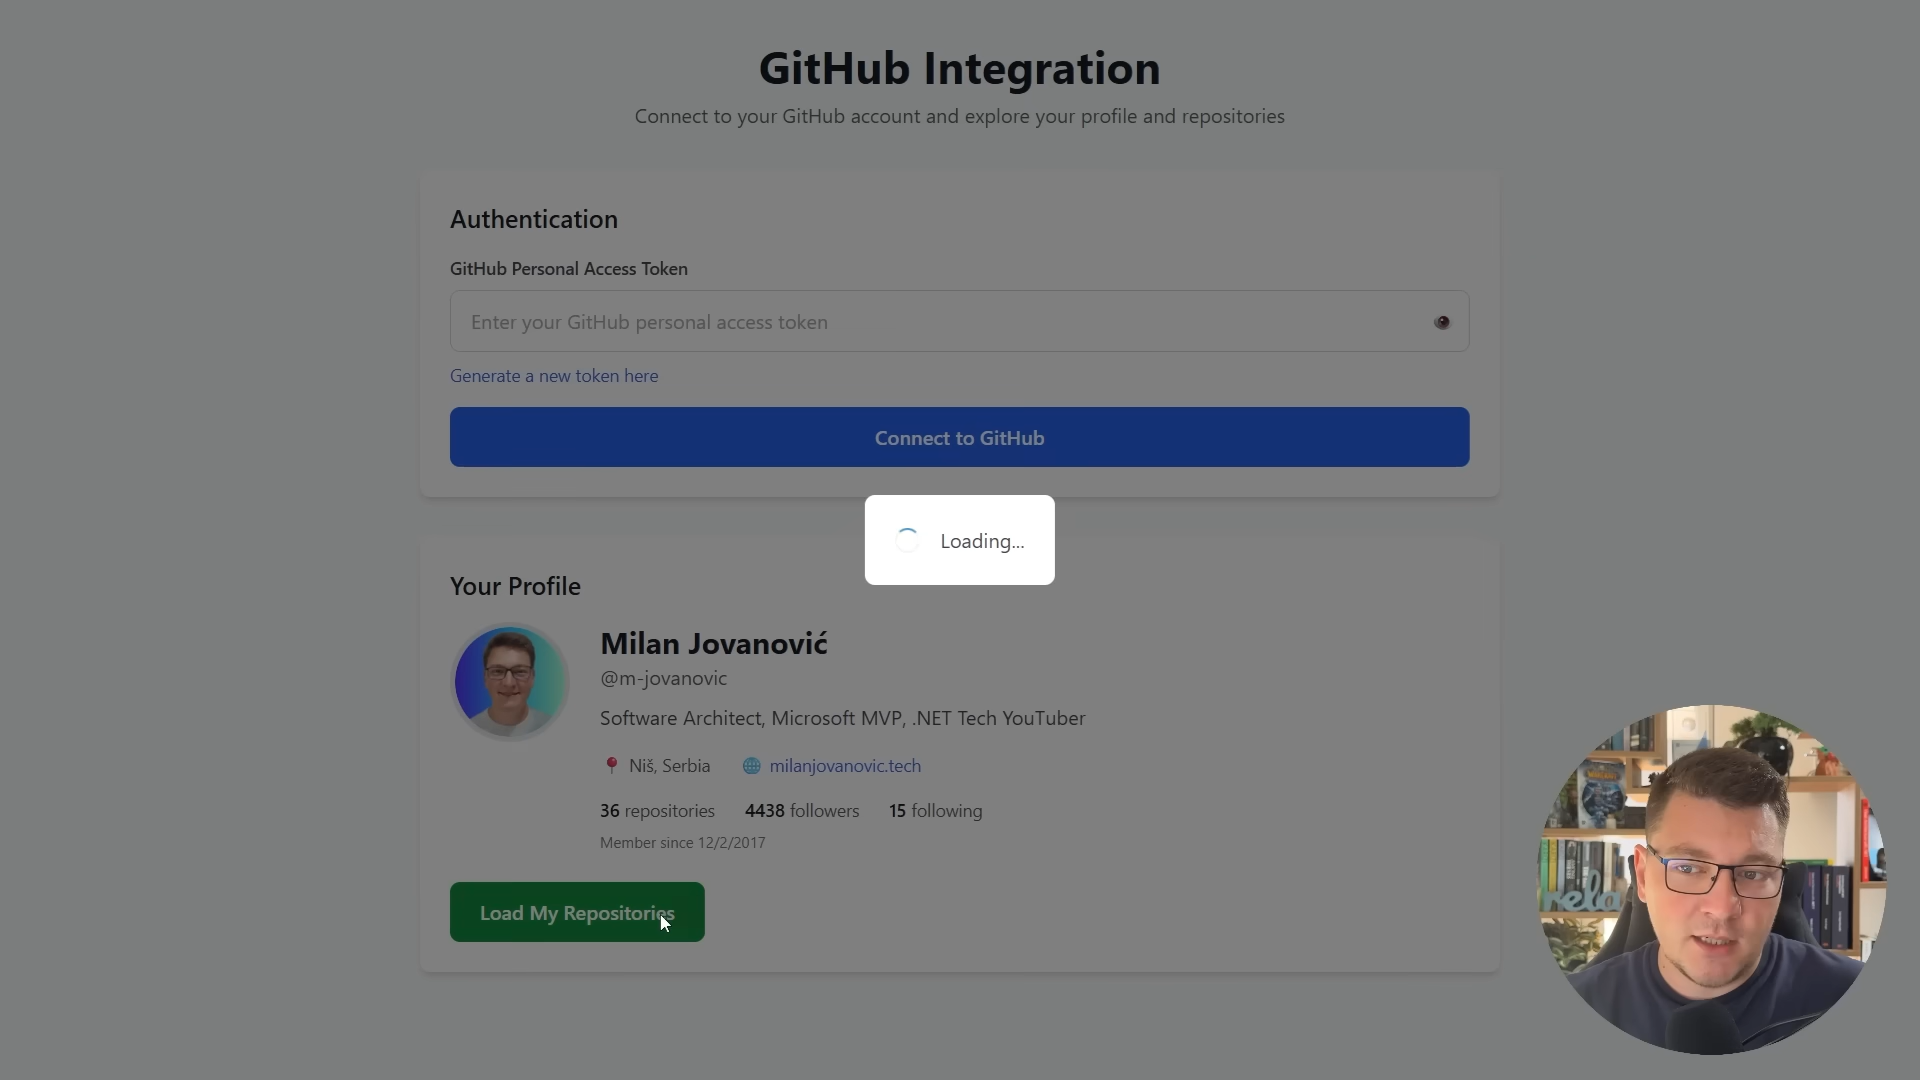 GitHub Integration
Connect to your GitHub account and explore your profile and repositories
Authentication
GitHub Personal Access Token
Enter your GitHub personal access token
Generate a new token here
Connect to GitHub
Loading...
Your Profile
Milan Jovanović
@m-jovanovic
Software Architect, Microsoft MVP, .NET Tech YouTuber
Niš, Serbia milanjovanovic.tech
36 repositories 4438 followers 15 following
Member since 12/2/2017
Load My Repositories